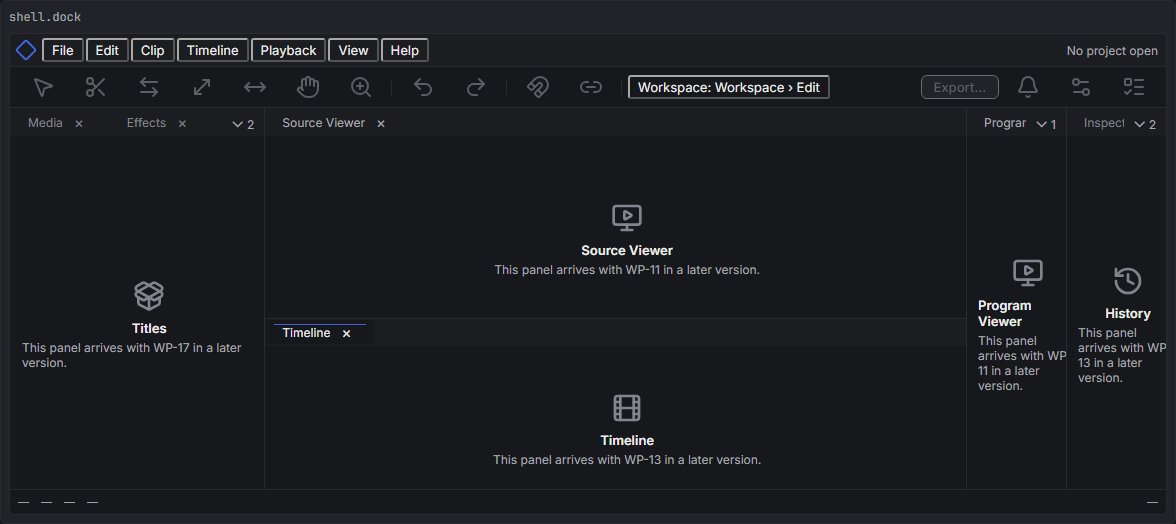 shell.dock
File Edit Clip Timeline Playback View Help No project open
Workspace: Workspace › Edit Export...
Media × Effects × 2 Source Viewer × Prograr 1 Inspect 2
Source Viewer
This panel arrives with WP-11 in a later version.
Titles
This panel arrives with WP-17 in a later
version.
Program
Viewer
This panel
arrives with WP
11 in a later
version.
History
This panel
arrives with WP
13 in a later
version.
Timeline ×
Timeline
This panel arrives with WP-13 in a later version.
— — — — —